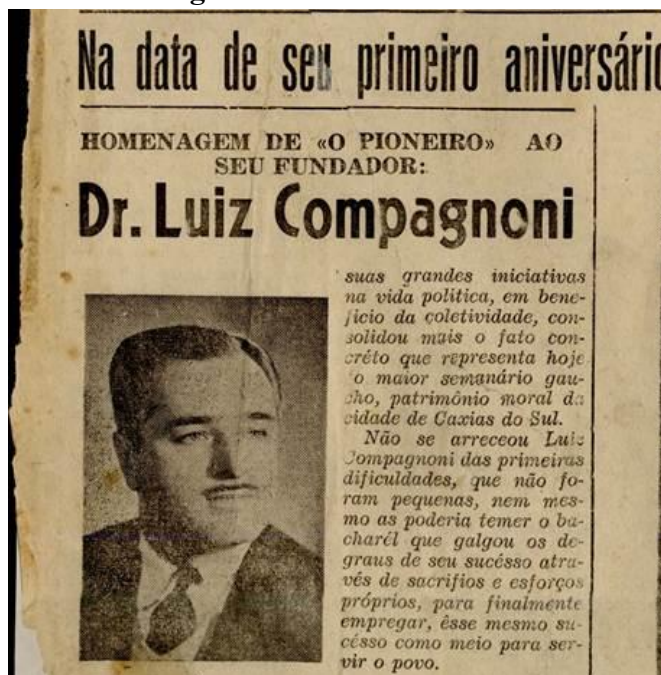 Na data de seu primeiro aniversário
HOMENAGEM DE «O PIONEIRO» AO
SEU FUNDADOR:
Dr. Luiz Compagnoni
suas grandes iniciativas
na vida politica, em bene-
ficio da coletividade, con-
solidou mais o fato con-
créto que representa hoje
o maior semanário gau-
cho, patrimônio moral da
cidade de Caxias do Sul.
Não se arreceou Luiz
Compagnoni das primeiras
dificuldades, que não fo-
ram pequenas, nem mes-
mo as poderia temer o ba-
charél que galgou os de-
graus de seu sucésso atra-
vés de sacrifios e esforços
próprios, para finalmente
empregar, êsse mesmo su-
césso como meio para ser-
vir o povo.